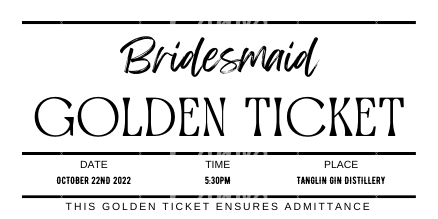 Bridesmaid
GOLDEN TICKET
DATE TIME PLACE
OCTOBER 22ND 2022 5:30PM TANGLIN GIN DISTILLERY
THIS GOLDEN TICKET ENSURES ADMITTANCE